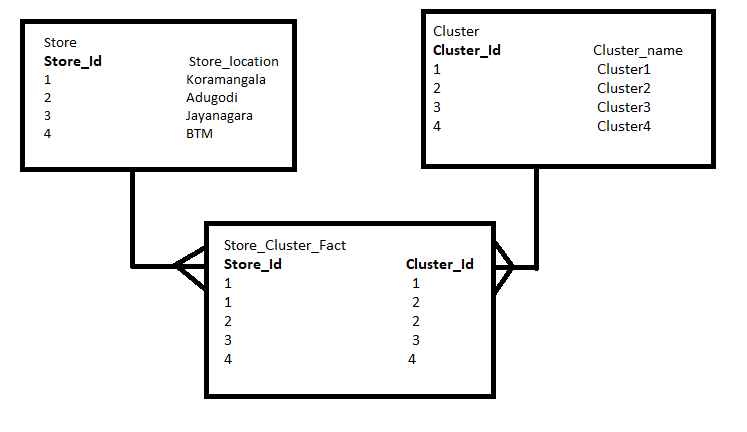 Store
Store_Id Store_location
1 Koramangala
2 Adugodi
3 Jayanagara
4 BTM
Cluster
Cluster_Id Cluster_name
1 Cluster1
2 Cluster2
3 Cluster3
4 Cluster4
Store_Cluster_Fact
Store_Id Cluster_Id
1 1
1 2
2 2
3 3
4 4